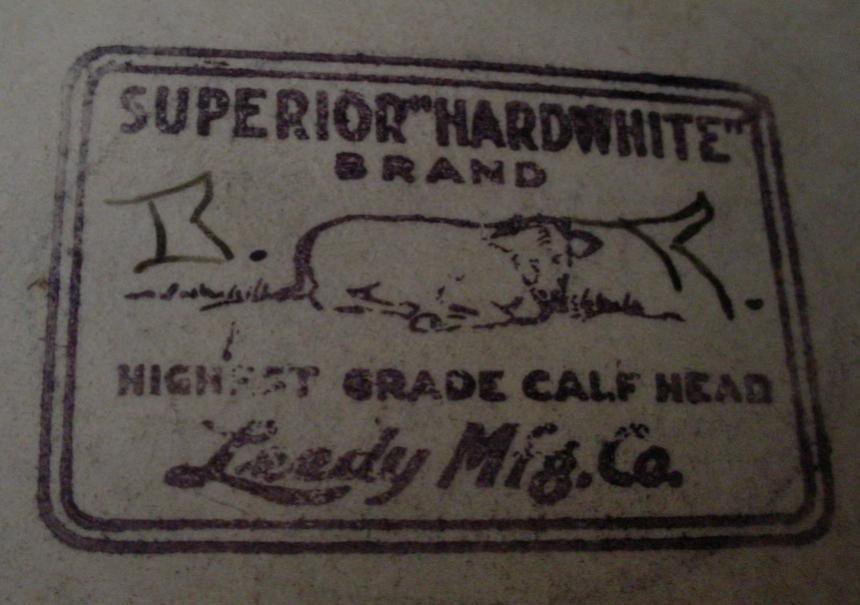 SUPERIOR "HARDWHITE"
BRAND
HIGHEST GRADE CALF HEAD
Leedy Mfg. Co.